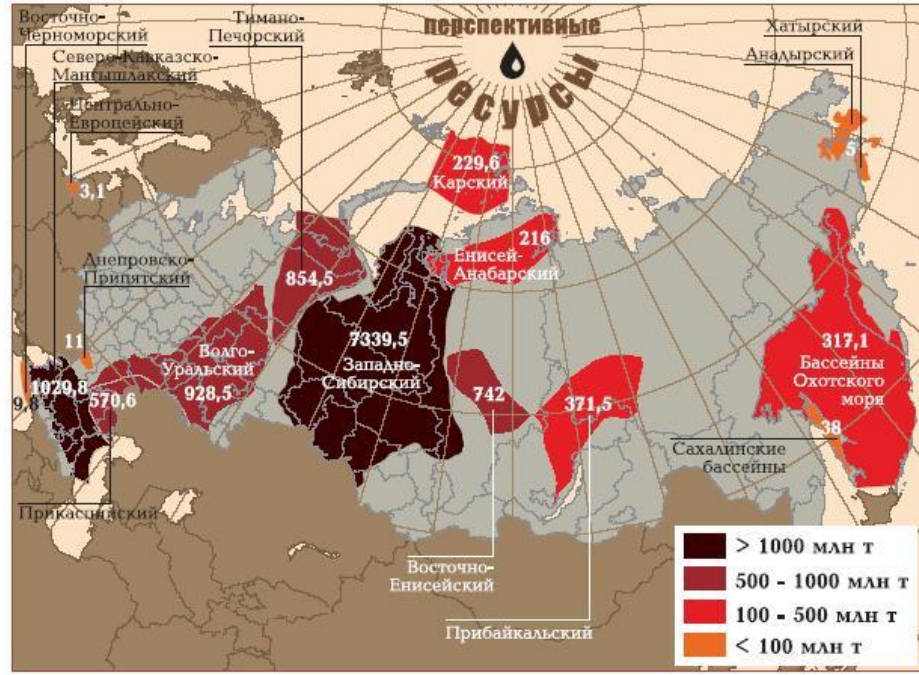 Восточно-
Черноморский
Северо-Кавказско-
Мангышлакский
Центрально-
Европейский
Тимано-
Печорский
перспективные
ресурсы
Хатырский
Анадырский
5
229,6
Карский
216
Енисей-
Анабарский
3,1
854,5
Днепровско-
Припятский
11
7339,5
Западно-
Сибирский
Волго-
Уральский
928,5
1029,8
9,8
570,6
742
371,5
317,1
Бассейны
Охотского
моря
38
Сахалинские
бассейны
Прикаспийский
Восточно-
Енисейский
Прибайкальский
> 1000 млн т
500 - 1000 млн т
100 - 500 млн т
< 100 млн т